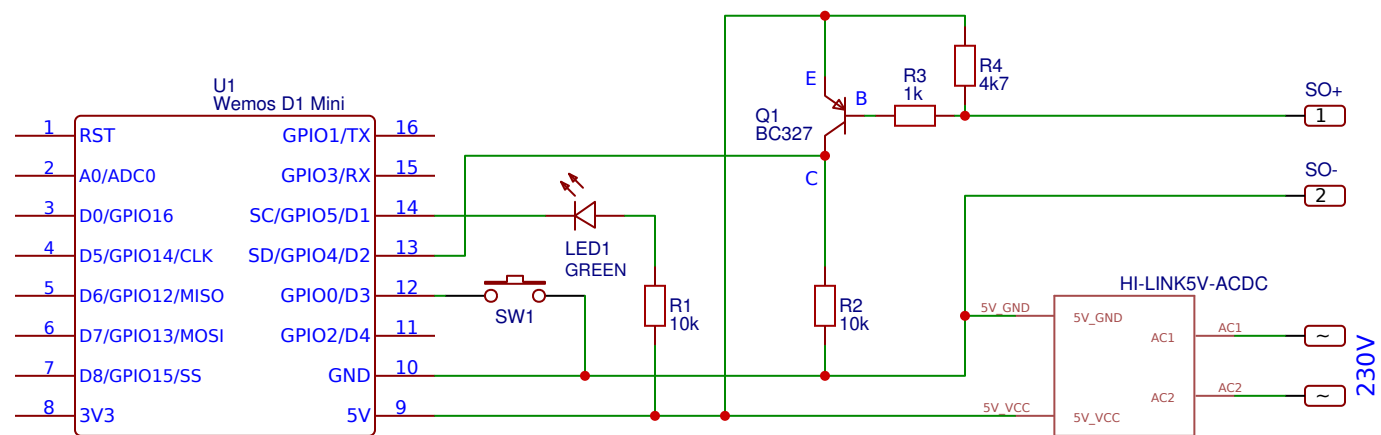 U1
Wemos D1 Mini
1 RST GPIO1/TX 16
2 A0/ADC0 GPIO3/RX 15
3 D0/GPIO16 SC/GPIO5/D1 14
4 D5/GPIO14/CLK SD/GPIO4/D2 13
5 D6/GPIO12/MISO GPIO0/D3 12
6 D7/GPIO13/MOSI GPIO2/D4 11
7 D8/GPIO15/SS GND 10
8 3V3 5V 9
LED1
GREEN
SW1
R1
10k
E
B
C
Q1
BC327
R3
1k
R4
4k7
R2
10k
SO+
1
SO-
2
HI-LINK5V-ACDC
5V_GND 5V_GND
AC1 AC1 ~
AC2 AC2 ~
5V_VCC 5V_VCC
230V